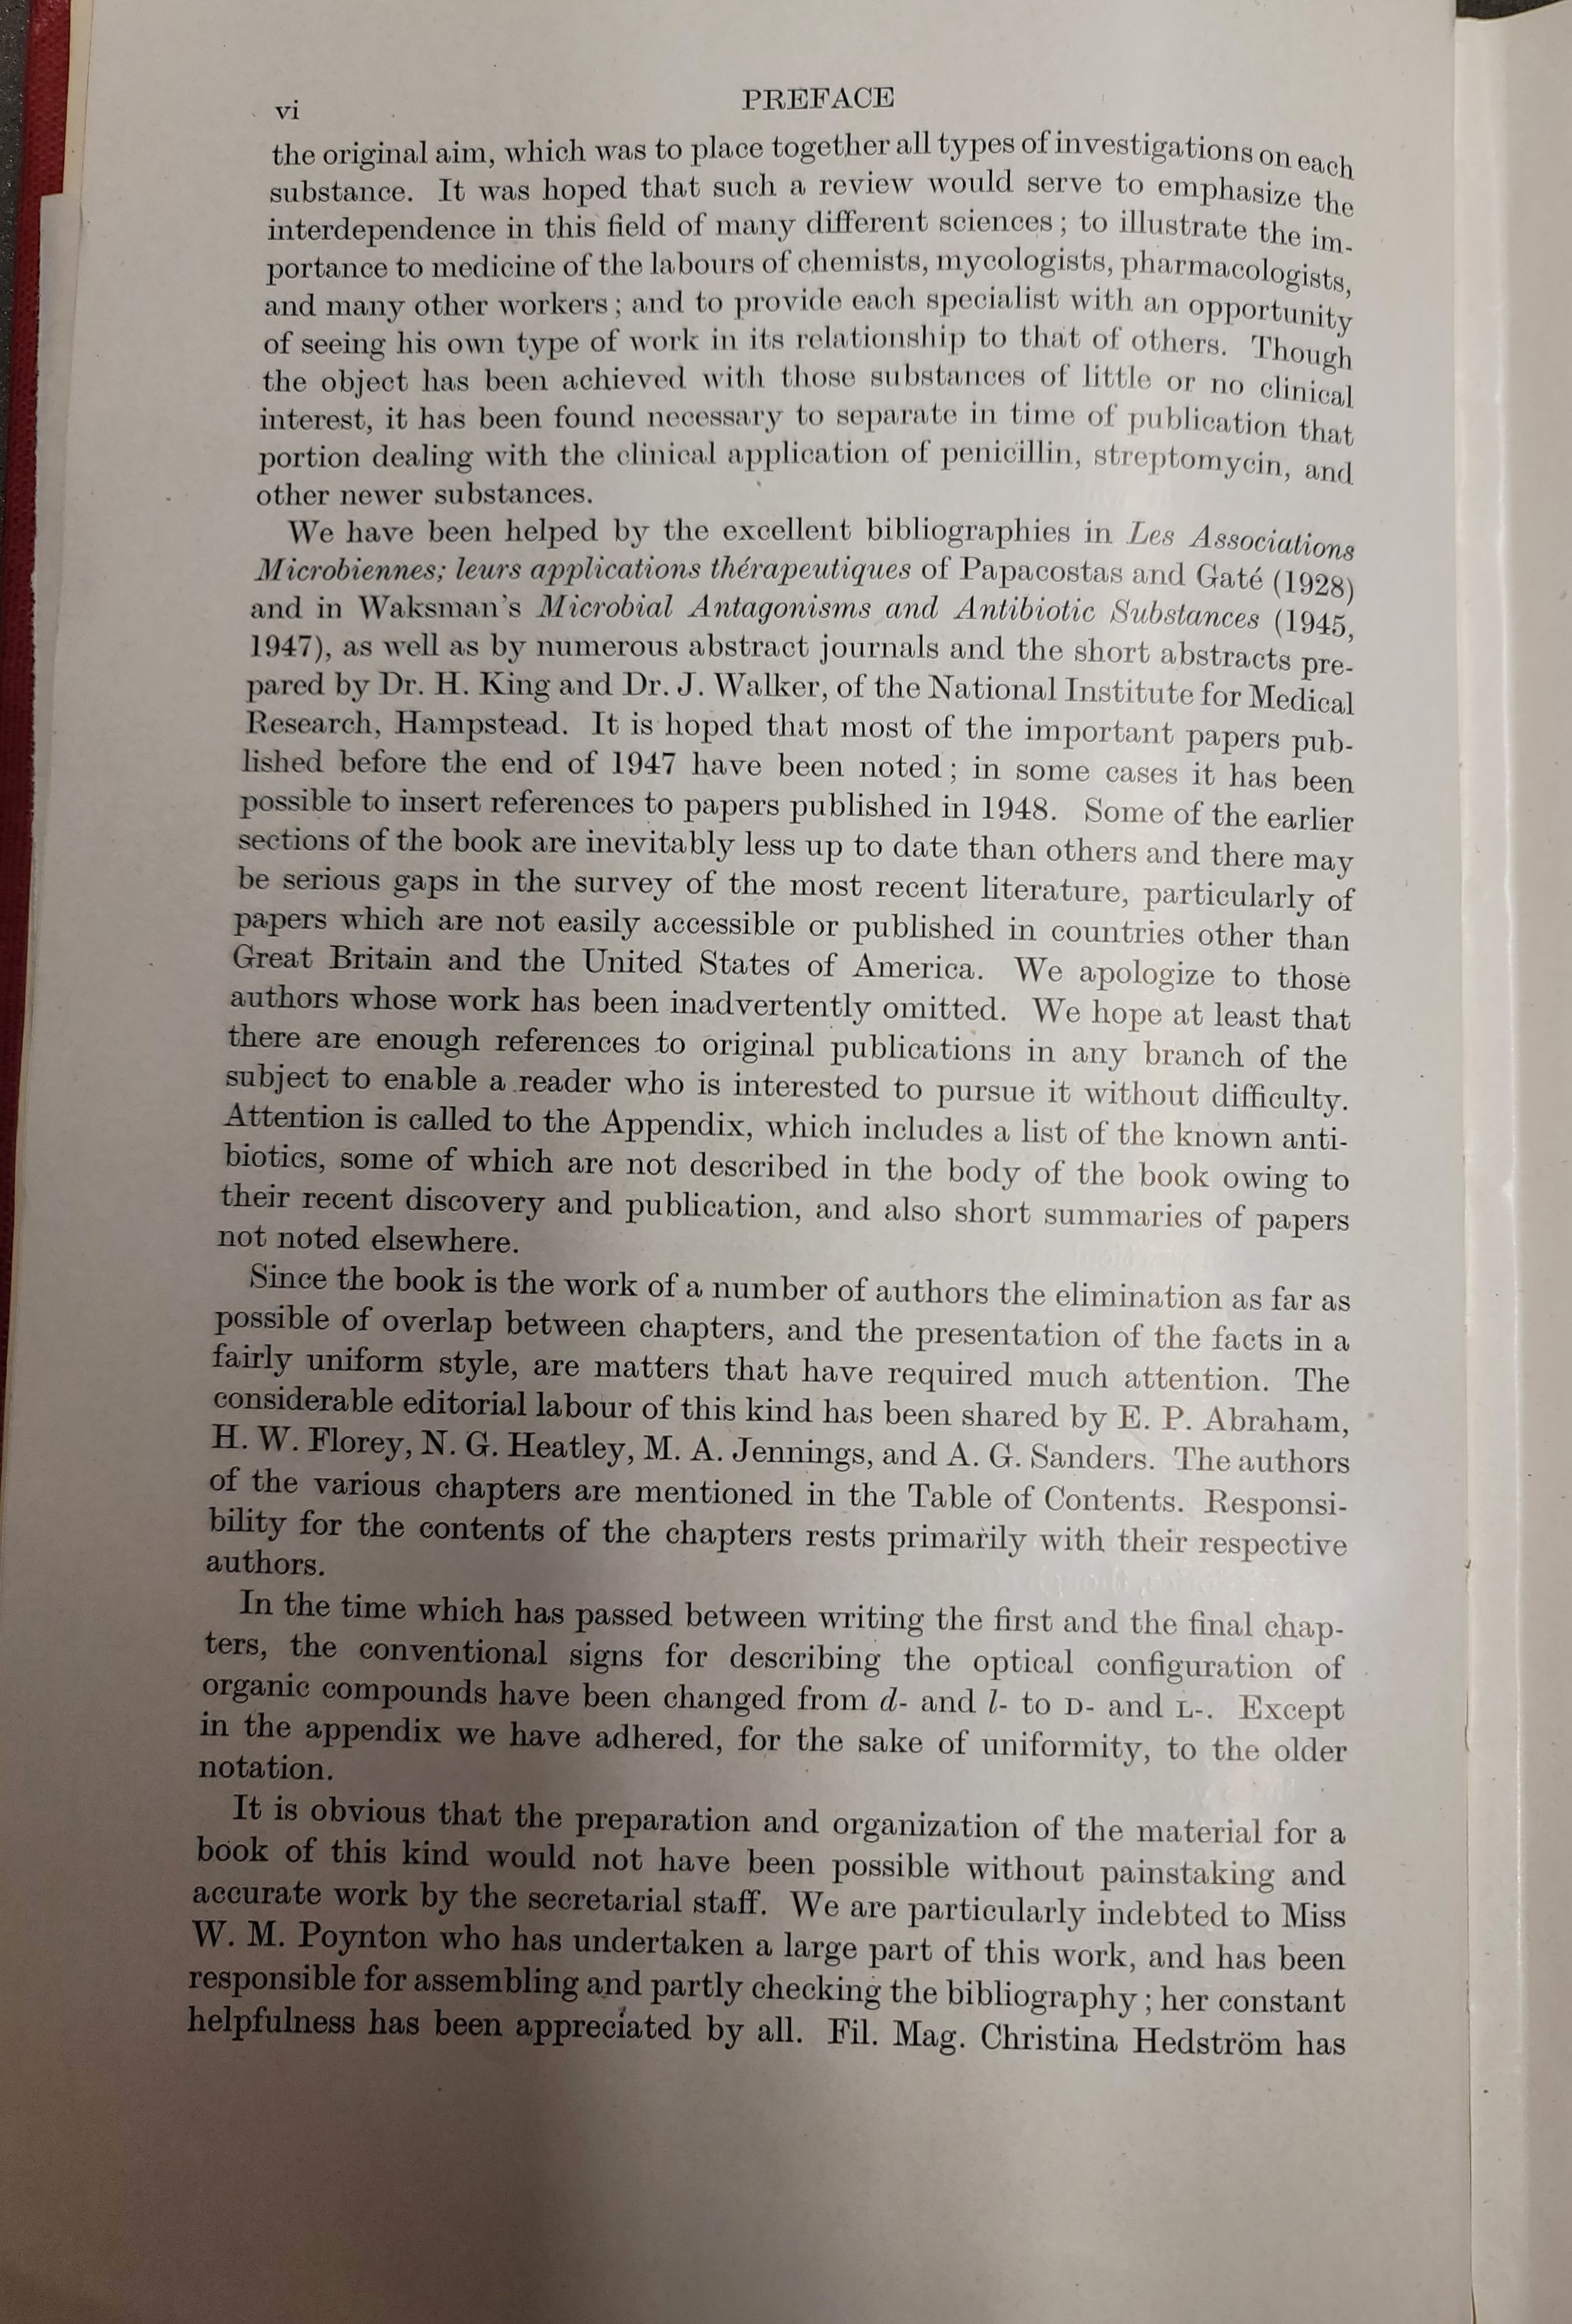 vi
PREFACE
the original aim, which was to place together all types of investigations on each
substance. It was hoped that such a review would serve to emphasize the
interdependence in this field of many different sciences; to illustrate the im-
portance to medicine of the labours of chemists, mycologists, pharmacologists,
and many other workers; and to provide each specialist with an opportunity
of seeing his own type of work in its relationship to that of others. Though
the object has been achieved with those substances of little or no clinical
interest, it has been found necessary to separate in time of publication that
portion dealing with the clinical application of penicillin, streptomycin, and
other newer substances.
We have been helped by the excellent bibliographies in Les Associations
Microbiennes; leurs applications thérapeutiques of Papacostas and Gaté (1928)
and in Waksman's Microbial Antagonisms and Antibiotic Substances (1945,
1947), as well as by numerous abstract journals and the short abstracts pre-
pared by Dr. H. King and Dr. J. Walker, of the National Institute for Medical
Research, Hampstead. It is hoped that most of the important papers pub-
lished before the end of 1947 have been noted; in some cases it has been
possible to insert references to papers published in 1948. Some of the earlier
sections of the book are inevitably less up to date than others and there may
be serious gaps in the survey of the most recent literature, particularly of
papers which are not easily accessible or published in countries other than
Great Britain and the United States of America. We apologize to those
authors whose work has been inadvertently omitted. We hope at least that
there are enough references to original publications in any branch of the
subject to enable a reader who is interested to pursue it without difficulty.
Attention is called to the Appendix, which includes a list of the known anti-
biotics, some of which are not described in the body of the book owing to
their recent discovery and publication, and also short summaries of papers
not noted elsewhere.
Since the book is the work of a number of authors the elimination as far as
possible of overlap between chapters, and the presentation of the facts in a
fairly uniform style, are matters that have required much attention. The
considerable editorial labour of this kind has been shared by E. P. Abraham,
H. W. Florey, N. G. Heatley, M. A. Jennings, and A. G. Sanders. The authors
of the various chapters are mentioned in the Table of Contents. Responsi-
bility for the contents of the chapters rests primarily with their respective
authors.
In the time which has passed between writing the first and the final chap-
ters, the conventional signs for describing the optical configuration of
organic compounds have been changed from d- and l- to D- and L-. Except
in the appendix we have adhered, for the sake of uniformity, to the older
notation.
It is obvious that the preparation and organization of the material for a
book of this kind would not have been possible without painstaking and
accurate work by the secretarial staff. We are particularly indebted to Miss
W. M. Poynton who has undertaken a large part of this work, and has been
responsible for assembling and partly checking the bibliography; her constant
helpfulness has been appreciated by all. Fil. Mag. Christina Hedström has